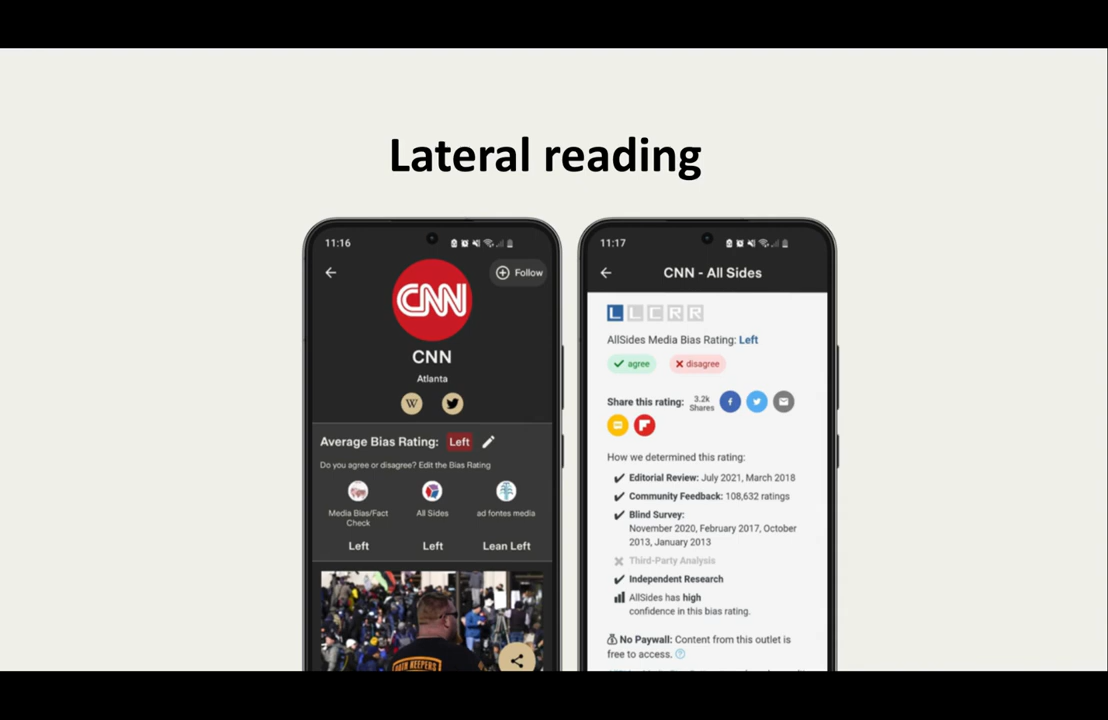 Lateral reading
11:16
Follow
CNN
CNN
Atlanta
W
Average Bias Rating: Left
Do you agree or disagree? Edit the Bias Rating
Media Bias/Fact
Check
All Sides
ad fontes media
Left
Left
Lean Left
OATH KEEPERS
11:17
CNN - All Sides
L L C R R
AllSides Media Bias Rating: Left
agree
disagree
Share this rating:
3.2k
Shares
How we determined this rating:
Editorial Review: July 2021, March 2018
Community Feedback: 108,632 ratings
Blind Survey:
November 2020, February 2017, October
2013, January 2013
Third-Party Analysis
Independent Research
AllSides has high
confidence in this bias rating.
No Paywall: Content from this outlet is
free to access.